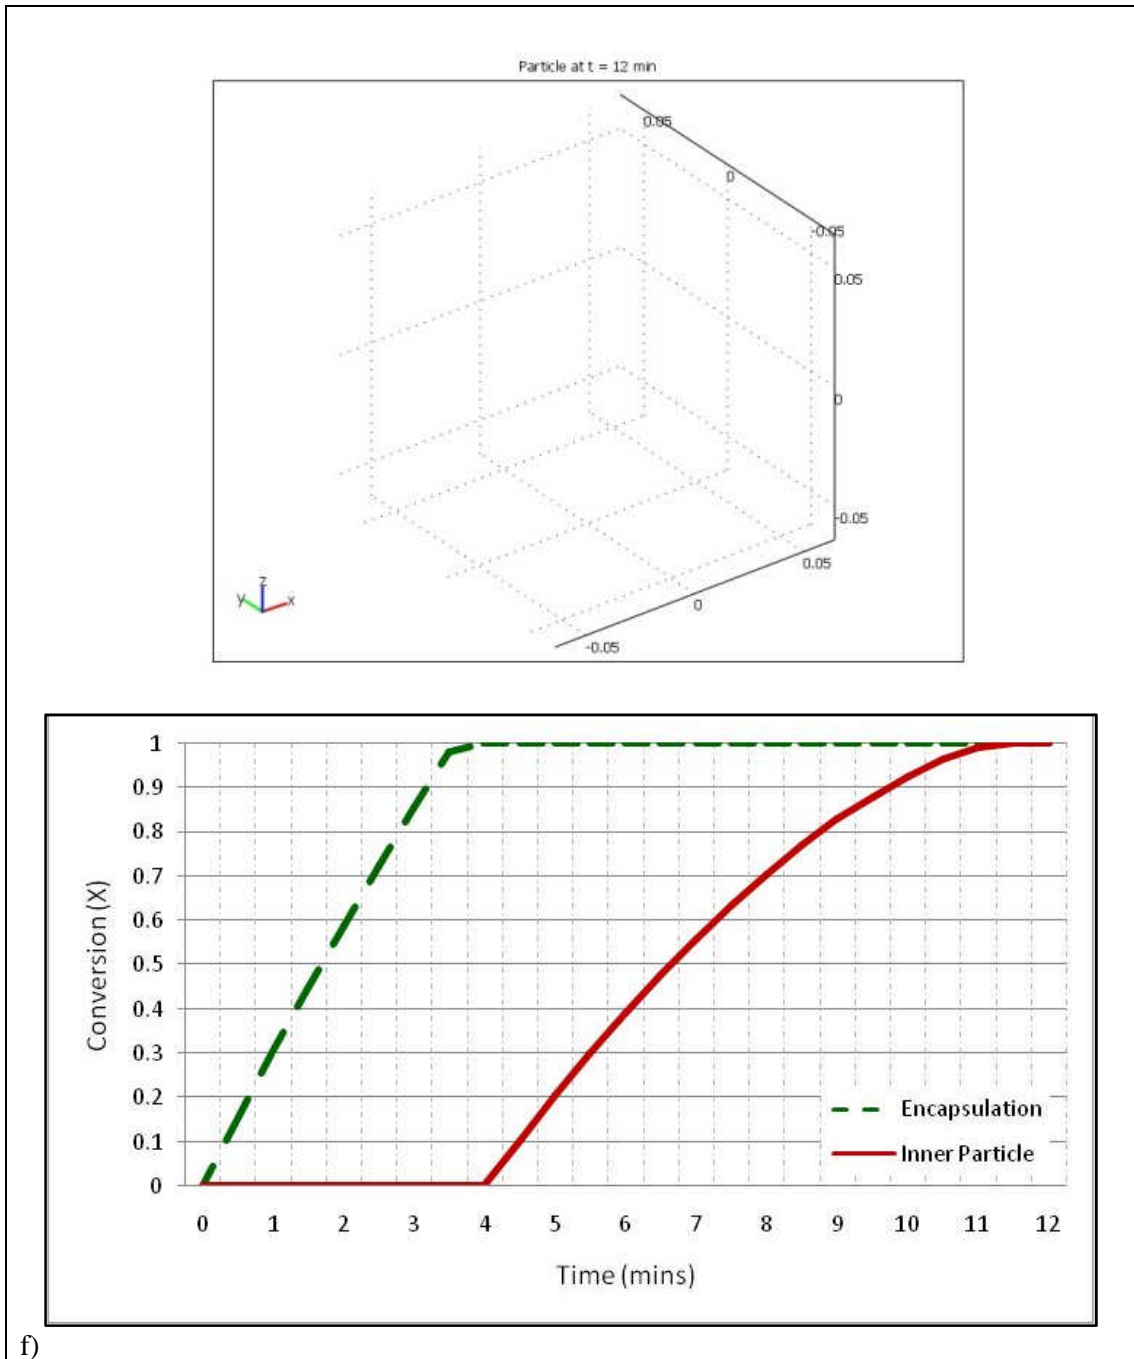 Particle at t = 12 min
0.05
0
-0.05
0.05
0
-0.05
0.05
0
-0.05
z
y
x
1
0.9
0.8
0.7
0.6
0.5
0.4
0.3
0.2
0.1
0
Conversion (X)
Encapsulation
Inner Particle
0 1 2 3 4 5 6 7 8 9 10 11 12
Time (mins)
f)